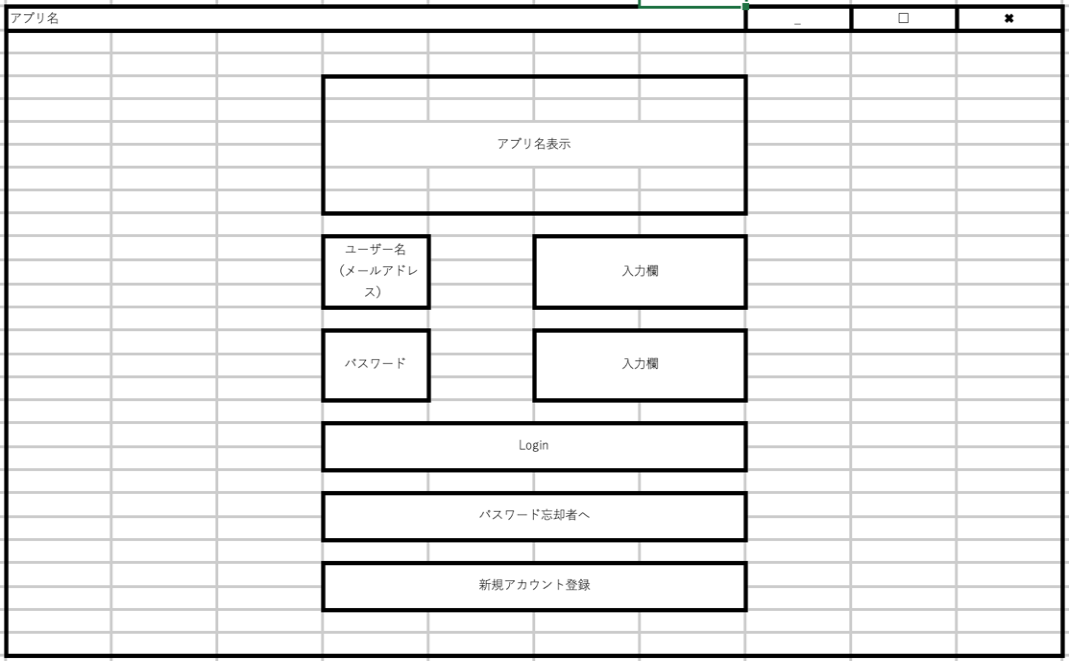 アプリ名
_ □ ✖
アプリ名表示
ユーザー名
(メールアドレ
ス)
入力欄
パスワード
入力欄
Login
パスワード忘却者へ
新規アカウント登録